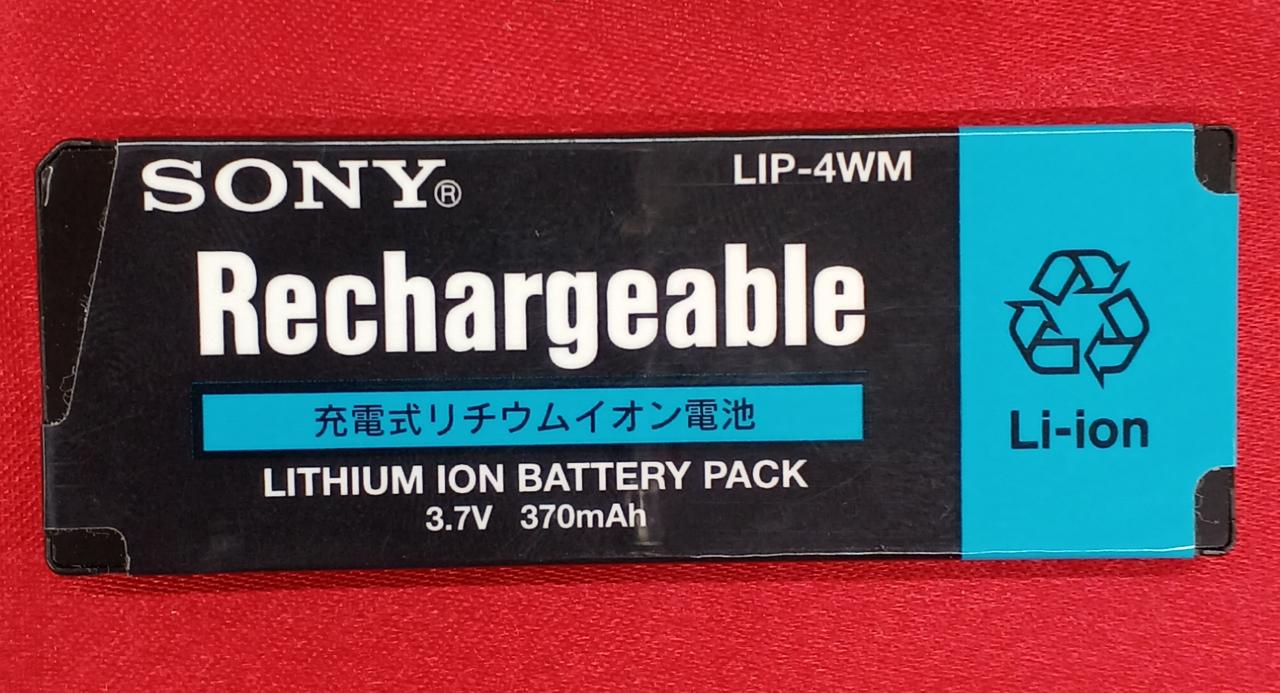 SONY®
LIP-4WM
Rechargeable
充電式リチウムイオン電池
LITHIUM ION BATTERY PACK
3.7V 370mAh
Li-ion